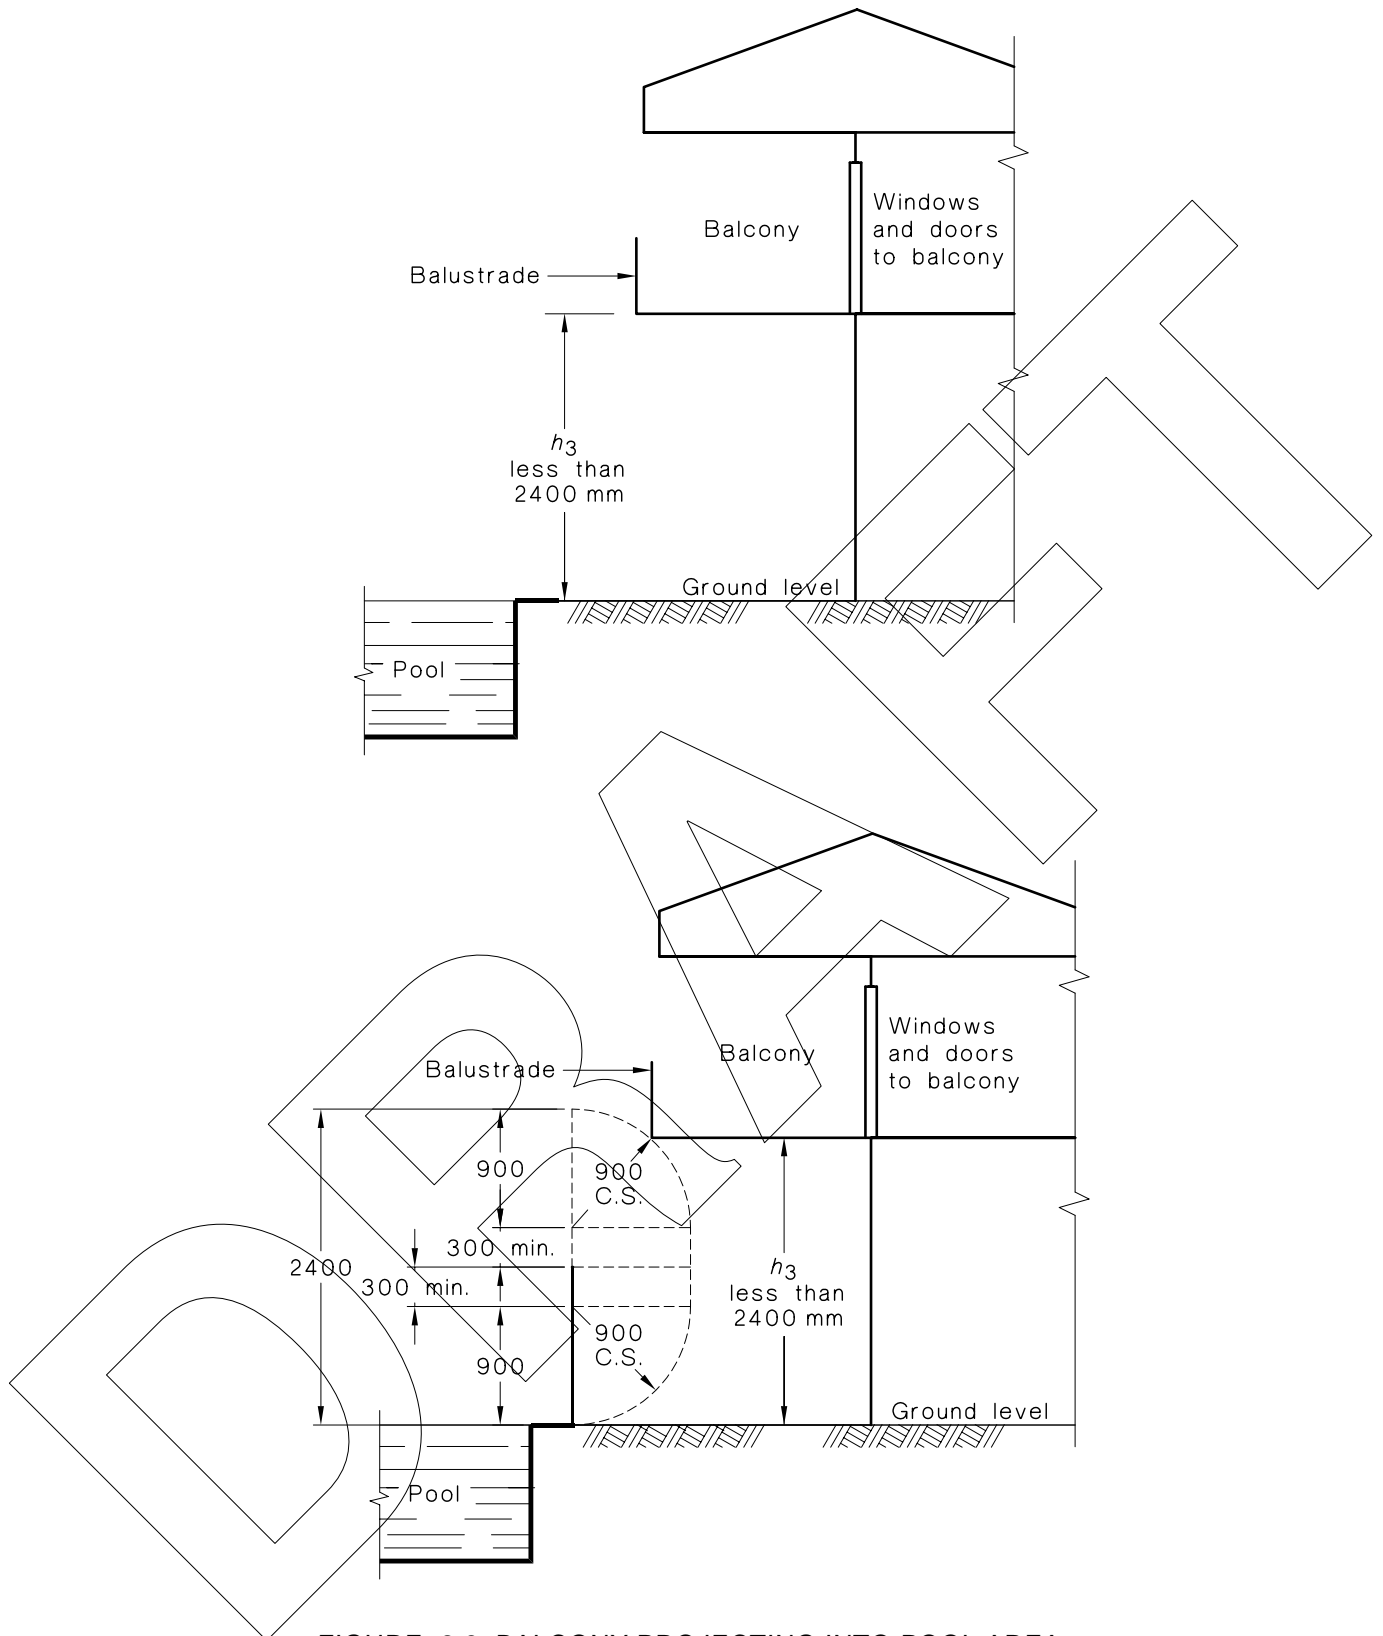 Windows
and doors
to balcony
Balcony
Balustrade
h3
less than
2400 mm
Ground level
Pool
Windows
and doors
to balcony
Balcony
Balustrade
900
900
C.S.
300 min.
2400
300 min.
h3
less than
2400 mm
900
C.S.
900
Ground level
Pool
DRAFT